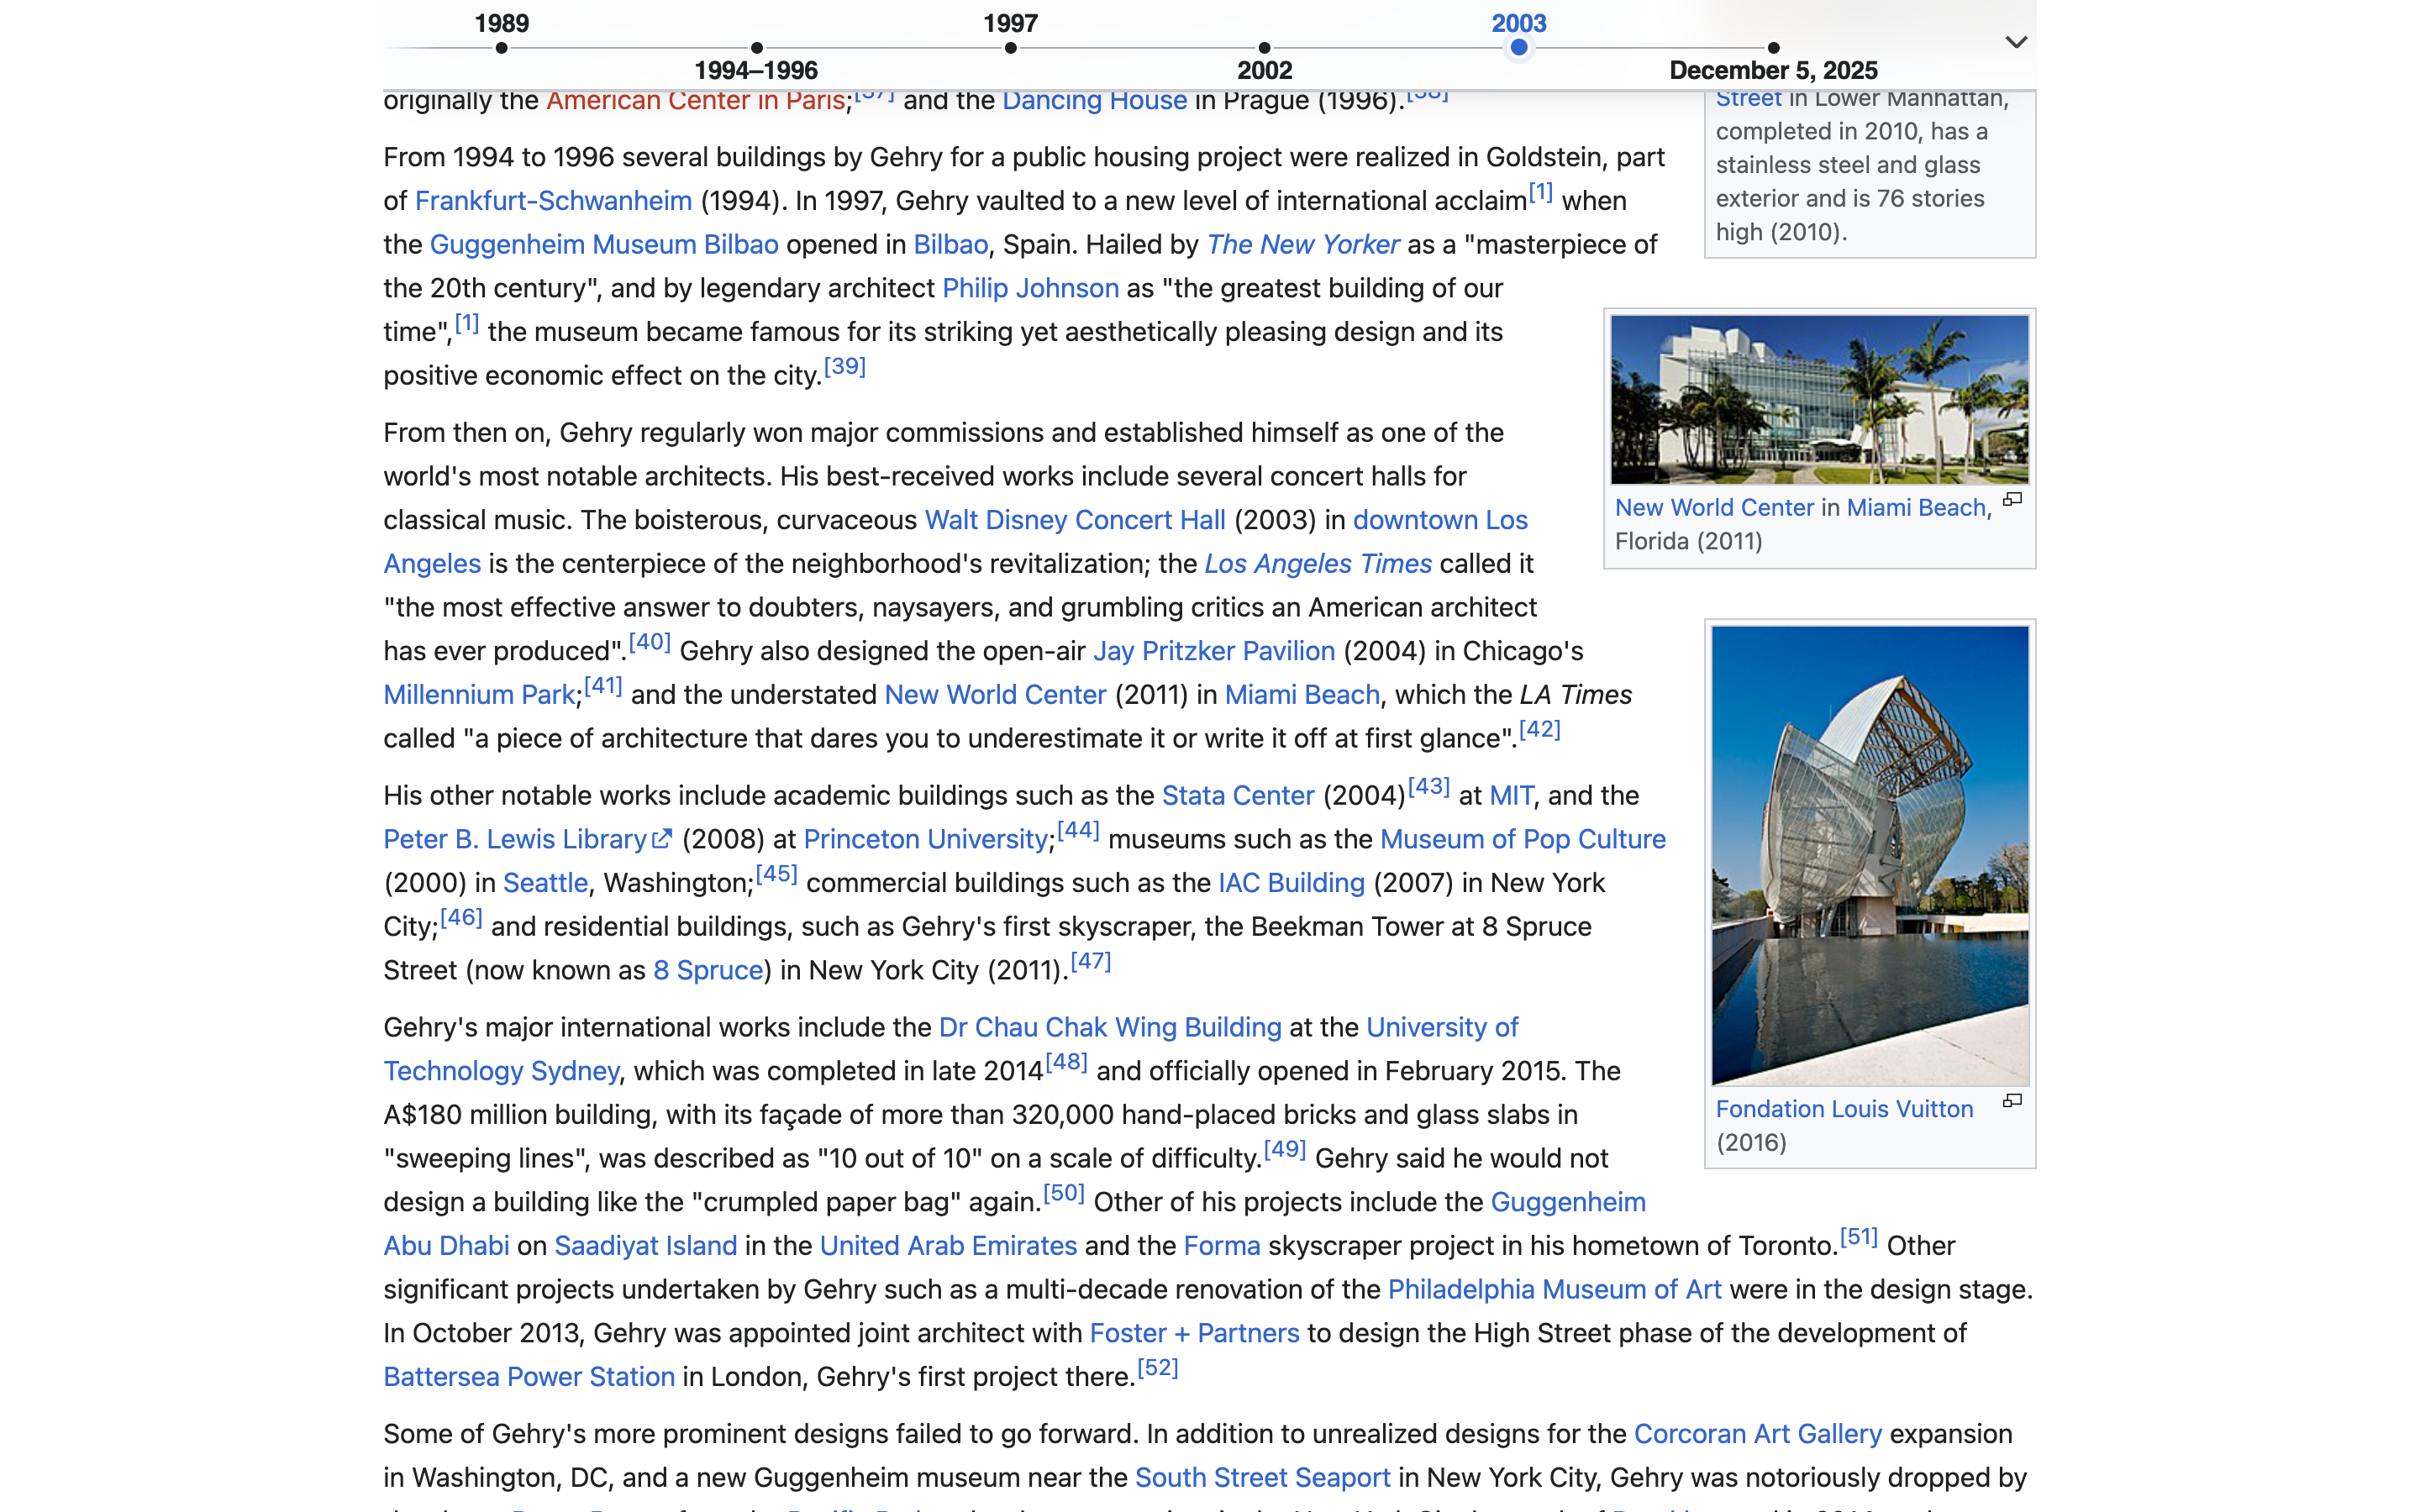 1989
1997
2003
1994–1996
2002
December 5, 2025
originally the American Center in Paris;[37] and the Dancing House in Prague (1996).[38]
From 1994 to 1996 several buildings by Gehry for a public housing project were realized in Goldstein, part
of Frankfurt-Schwanheim (1994). In 1997, Gehry vaulted to a new level of international acclaim[1] when
the Guggenheim Museum Bilbao opened in Bilbao, Spain. Hailed by The New Yorker as a "masterpiece of
the 20th century", and by legendary architect Philip Johnson as "the greatest building of our
time",[1] the museum became famous for its striking yet aesthetically pleasing design and its
positive economic effect on the city.[39]
From then on, Gehry regularly won major commissions and established himself as one of the
world's most notable architects. His best-received works include several concert halls for
classical music. The boisterous, curvaceous Walt Disney Concert Hall (2003) in downtown Los
Angeles is the centerpiece of the neighborhood's revitalization; the Los Angeles Times called it
"the most effective answer to doubters, naysayers, and grumbling critics an American architect
has ever produced".[40] Gehry also designed the open-air Jay Pritzker Pavilion (2004) in Chicago's
Millennium Park;[41] and the understated New World Center (2011) in Miami Beach, which the LA Times
called "a piece of architecture that dares you to underestimate it or write it off at first glance".[42]
His other notable works include academic buildings such as the Stata Center (2004)[43] at MIT, and the
Peter B. Lewis Library (2008) at Princeton University;[44] museums such as the Museum of Pop Culture
(2000) in Seattle, Washington;[45] commercial buildings such as the IAC Building (2007) in New York
City;[46] and residential buildings, such as Gehry's first skyscraper, the Beekman Tower at 8 Spruce
Street (now known as 8 Spruce) in New York City (2011).[47]
Gehry's major international works include the Dr Chau Chak Wing Building at the University of
Technology Sydney, which was completed in late 2014[48] and officially opened in February 2015. The
A$180 million building, with its façade of more than 320,000 hand-placed bricks and glass slabs in
"sweeping lines", was described as "10 out of 10" on a scale of difficulty.[49] Gehry said he would not
design a building like the "crumpled paper bag" again.[50] Other of his projects include the Guggenheim
Abu Dhabi on Saadiyat Island in the United Arab Emirates and the Forma skyscraper project in his hometown of Toronto.[51] Other
significant projects undertaken by Gehry such as a multi-decade renovation of the Philadelphia Museum of Art were in the design stage.
In October 2013, Gehry was appointed joint architect with Foster + Partners to design the High Street phase of the development of
Battersea Power Station in London, Gehry's first project there.[52]
Some of Gehry's more prominent designs failed to go forward. In addition to unrealized designs for the Corcoran Art Gallery expansion
in Washington, DC, and a new Guggenheim museum near the South Street Seaport in New York City, Gehry was notoriously dropped by
Street in Lower Manhattan,
completed in 2010, has a
stainless steel and glass
exterior and is 76 stories
high (2010).
New World Center in Miami Beach,
Florida (2011)
Fondation Louis Vuitton
(2016)